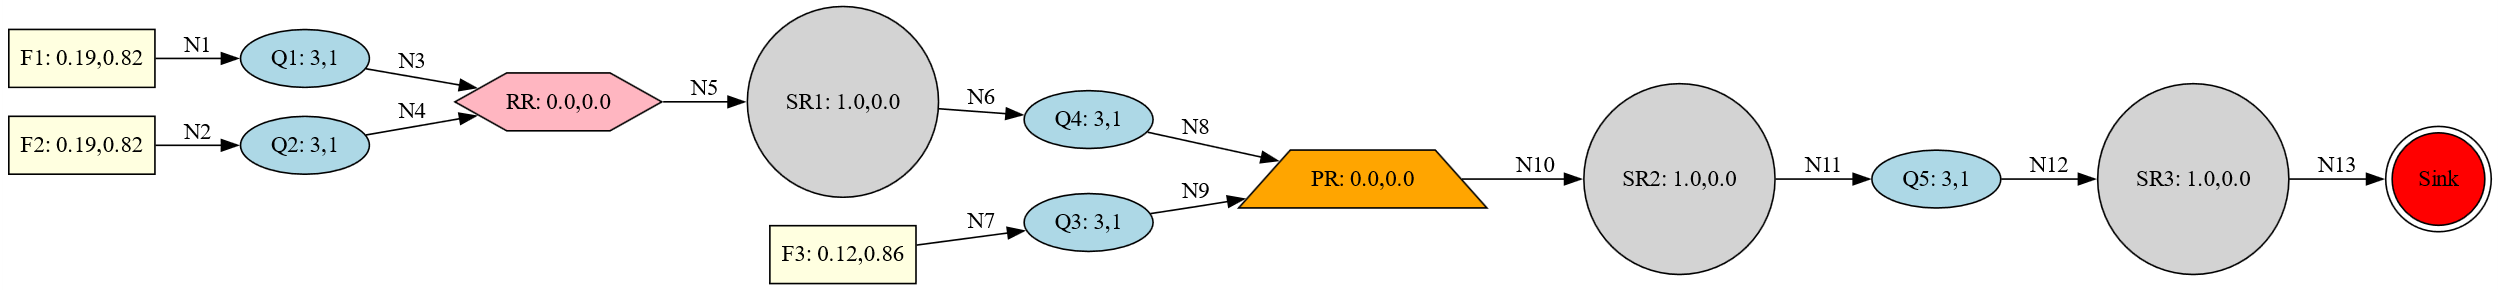 F1: 0.19,0.82
N1
Q1: 3,1
N3
F2: 0.19,0.82
N2
Q2: 3,1
N4
RR: 0.0,0.0
N5
SR1: 1.0,0.0
N6
Q4: 3,1
N8
F3: 0.12,0.86
N7
Q3: 3,1
N9
PR: 0.0,0.0
N10
SR2: 1.0,0.0
N11
Q5: 3,1
N12
SR3: 1.0,0.0
N13
Sink